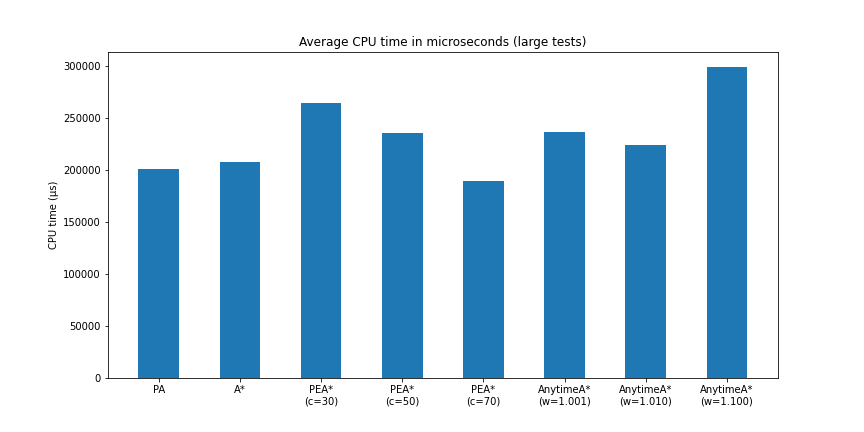 Average CPU time in microseconds (large tests)
CPU time (µs)
300000
250000
200000
150000
100000
50000
0
PA
A*
PEA*
(c=30)
PEA*
(c=50)
PEA*
(c=70)
AnytimeA*
(w=1.001)
AnytimeA*
(w=1.010)
AnytimeA*
(w=1.100)